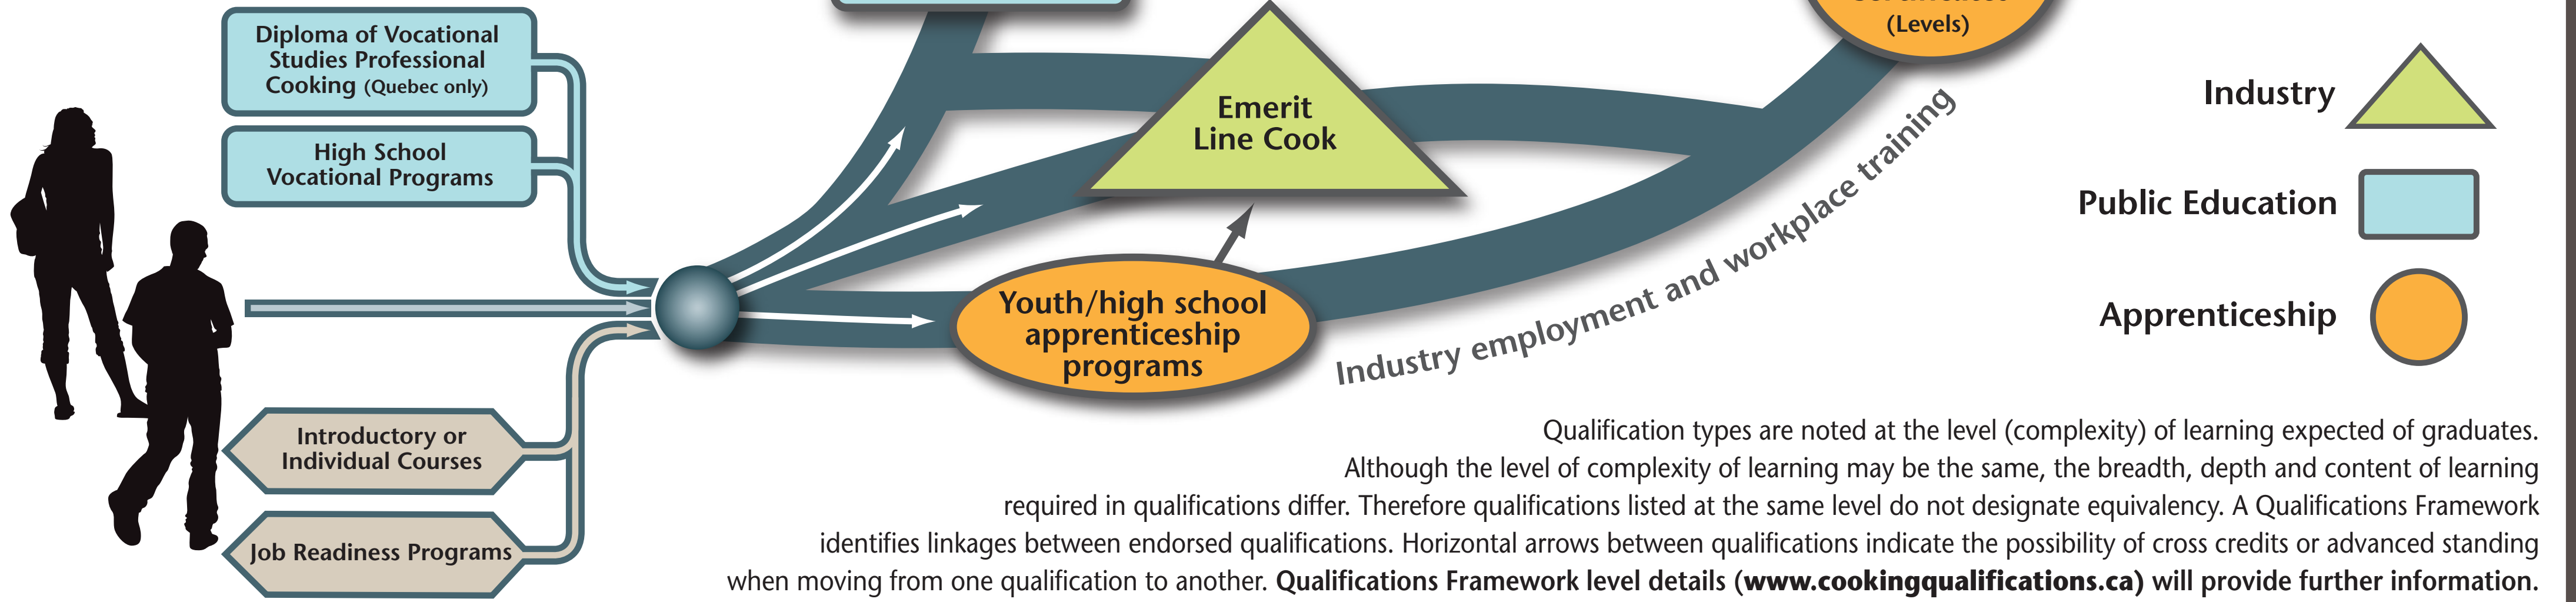 Diploma of Vocational
Studies Professional
Cooking (Quebec only)
High School
Vocational Programs
Introductory or
Individual Courses
Job Readiness Programs
Emerit
Line Cook
Youth/high school
apprenticeship
programs
(Levels)
Industry employment and workplace training
Industry
Public Education
Apprenticeship
Qualification types are noted at the level (complexity) of learning expected of graduates.
Although the level of complexity of learning may be the same, the breadth, depth and content of learning
required in qualifications differ. Therefore qualifications listed at the same level do not designate equivalency. A Qualifications Framework
identifies linkages between endorsed qualifications. Horizontal arrows between qualifications indicate the possibility of cross credits or advanced standing
when moving from one qualification to another. Qualifications Framework level details (www.cookingqualifications.ca) will provide further information.